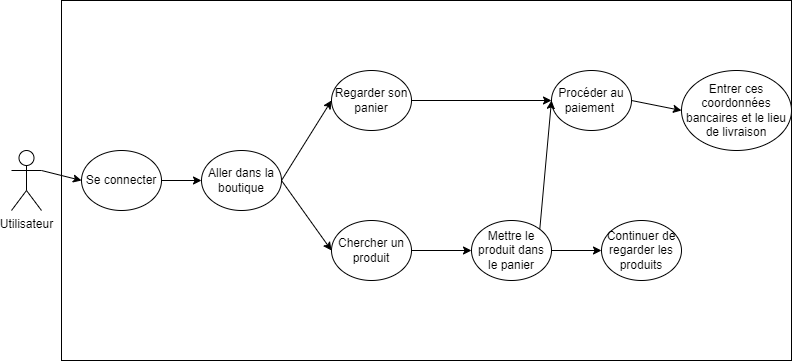 Utilisateur
Se connecter
Aller dans la
boutique
Regarder son
panier
Chercher un
produit
Procéder au
paiement
Mettre le
produit dans
le panier
Entrer ces
coordonnées
bancaires et le lieu
de livraison
Continuer de
regarder les
produits